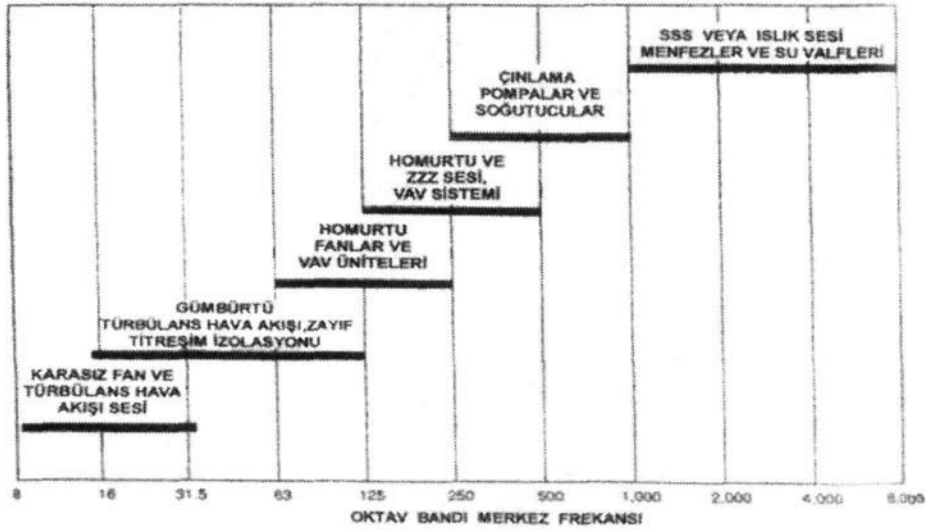 SSS VEYA ISLIK SESİ
MENFEZLER VE SU VALFLERİ
ÇINLAMA
POMPALAR VE
SOĞUTUCULAR
HOMURTU VE
ZZZ SESİ,
VAV SİSTEMİ
HOMURTU
FANLAR VE
VAV ÜNİTELERİ
GÜMBÜRTÜ
TÜRBÜLANS HAVA AKIŞI,ZAYIF
TİTREŞİM İZOLASYONU
KARASIZ FAN VE
TÜRBÜLANS HAVA
AKIŞI SESİ
8 16 31.5 63 125 250 500 1,000 2,000 4,000 8,000
OKTAV BANDI MERKEZ FREKANSI